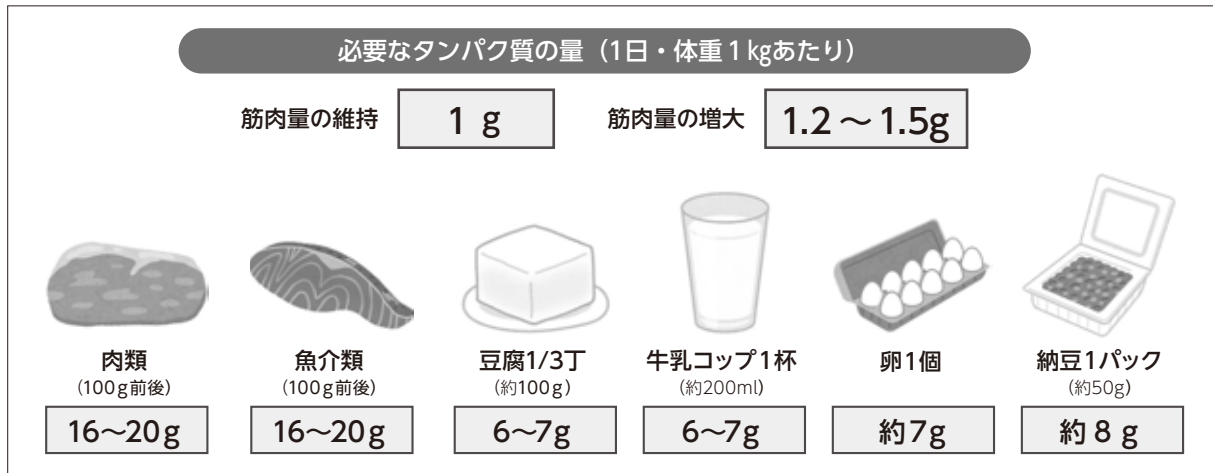 必要なタンパク質の量（1日・体重1㎏あたり）
筋肉量の維持 1 g 筋肉量の増大 1.2～1.5g
肉類 魚介類 豆腐1/3丁 牛乳コップ1杯 卵1個 納豆1パック
（100g前後） （100g前後） （約100g） （約200ml） （約50g）
16～20g 16～20g 6～7g 6～7g 約7g 約8g